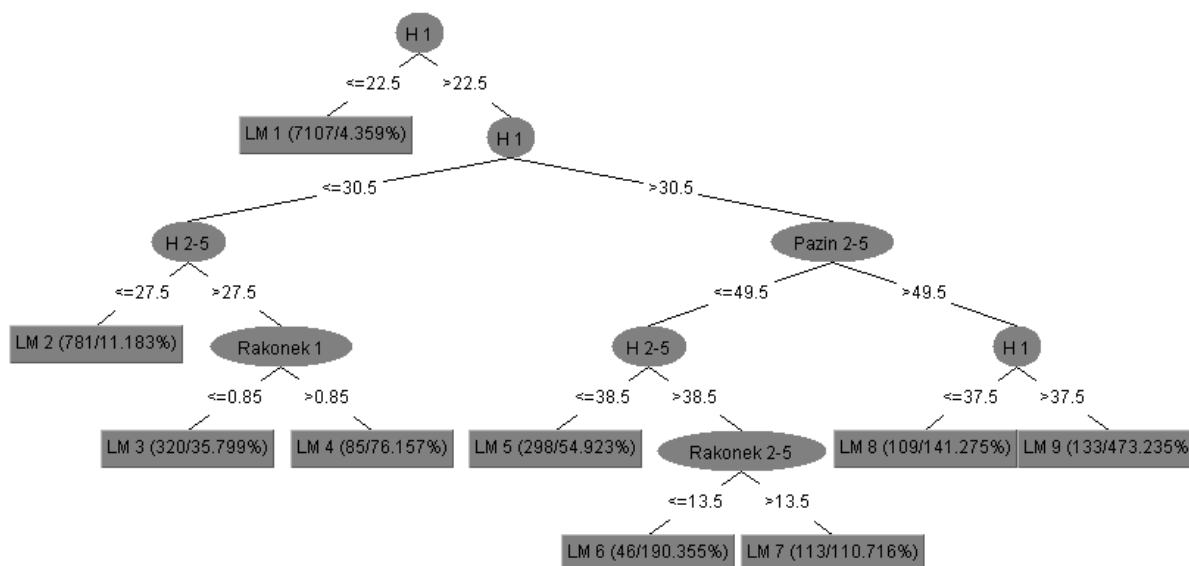 H 1
<=22.5 >22.5
LM 1 (7107/4.359%) H 1
<=30.5 >30.5
H 2-5 Pazin 2-5
<=27.5 >27.5 <=49.5 >49.5
LM 2 (781/11.183%) Rakonek 1 H 2-5 H 1
<=0.85 >0.85 <=38.5 >38.5 <=37.5 >37.5
LM 3 (320/35.799%) LM 4 (85/76.157%) LM 5 (298/54.923%) Rakonek 2-5 LM 8 (109/141.275%) LM 9 (133/473.235%
<=13.5 >13.5
LM 6 (46/190.355%) LM 7 (113/110.716%)